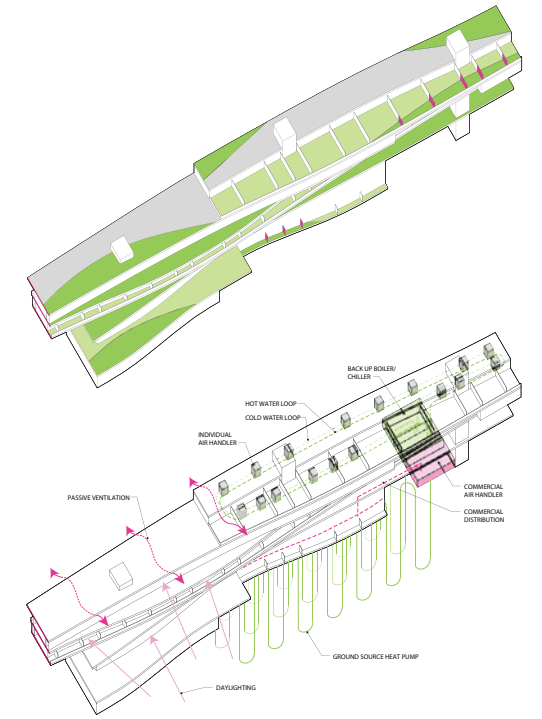 BACK UP BOILER/
CHILLER
HOT WATER LOOP
COLD WATER LOOP
INDIVIDUAL
AIR HANDLER
PASSIVE VENTILATION
COMMERCIAL
AIR HANDLER
COMMERCIAL
DISTRIBUTION
GROUND SOURCE HEAT PUMP
DAYLIGHTING